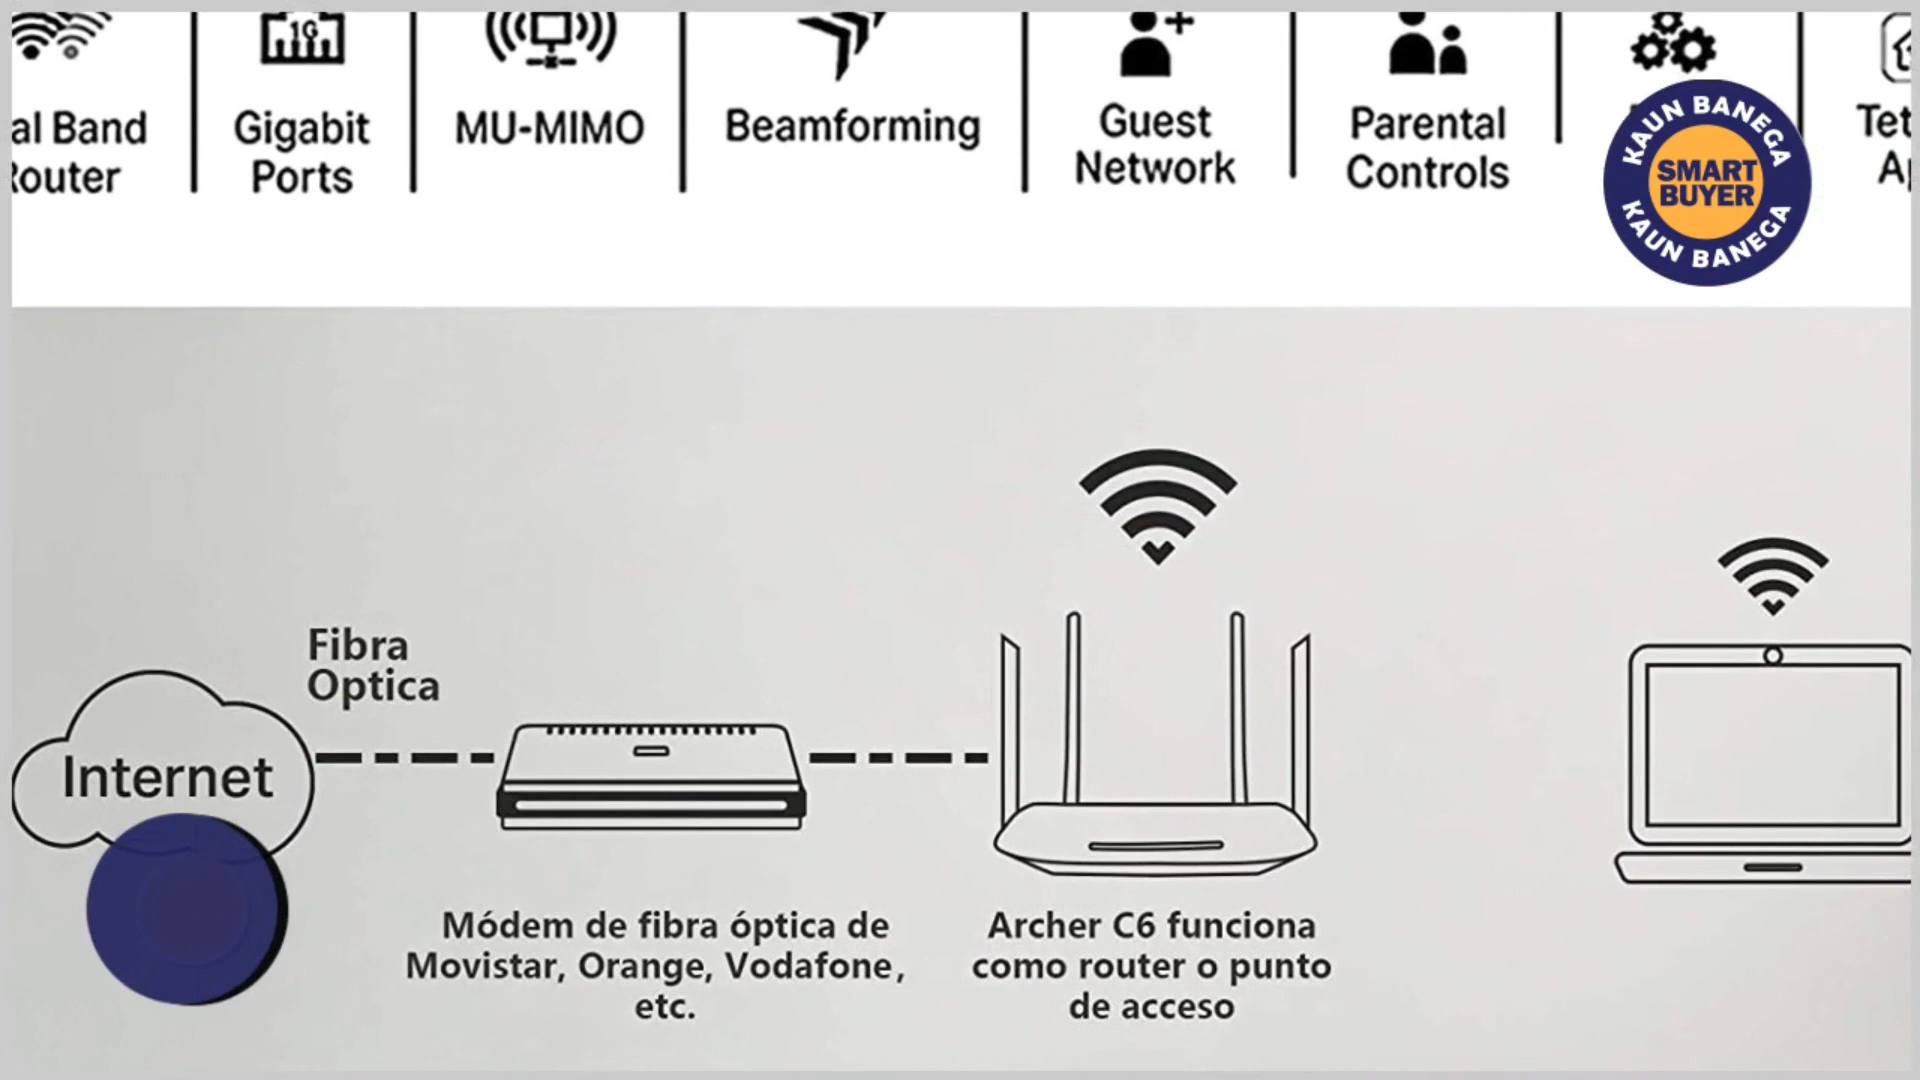 1G
al Band
Router
Gigabit
Ports
MU-MIMO
Beamforming
Guest
Network
Parental
Controls
KAUN BANEGA
SMART
BUYER
KAUN BANEGA
Tet
Fibra
Optica
Internet
Módem de fibra óptica de
Movistar, Orange, Vodafone,
etc.
Archer C6 funciona
como router o punto
de acceso